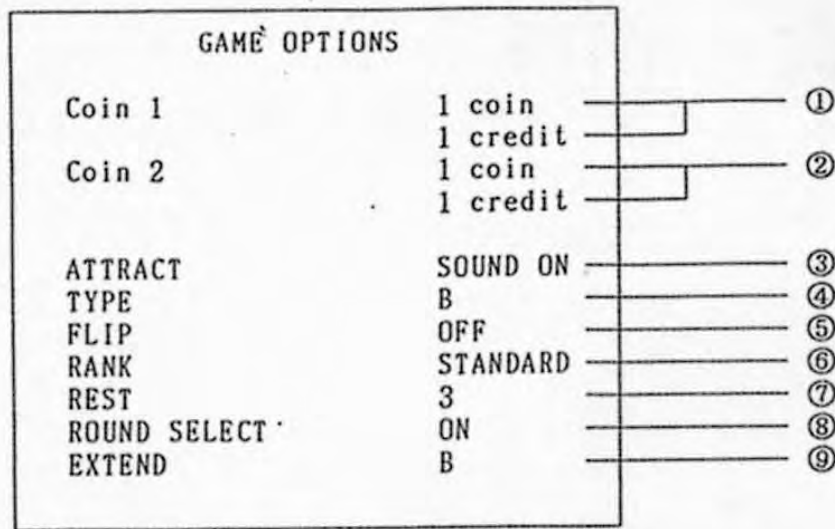 GAME OPTIONS
Coin 1 1 coin ①
1 credit
Coin 2 1 coin ②
1 credit
ATTRACT SOUND ON ③
TYPE B ④
FLIP OFF ⑤
RANK STANDARD ⑥
REST 3 ⑦
ROUND SELECT ON ⑧
EXTEND B ⑨